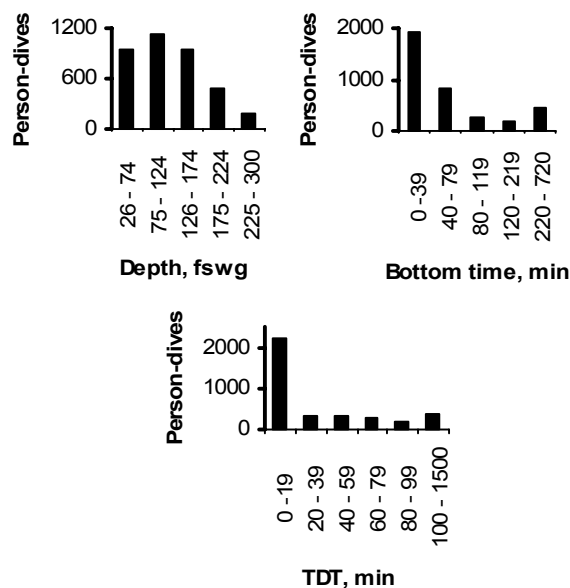 Person-dives
1200
600
0
26 - 74
75 - 124
126 - 174
175 - 224
225 - 300
Depth, fswg
Person-dives
2000
1000
0
0 -39
40 - 79
80 - 119
120 - 219
220 - 720
Bottom time, min
Person-dives
2000
1000
0
0 -19
20 - 39
40 - 59
60 - 79
80 - 99
100 - 1500
TDT, min